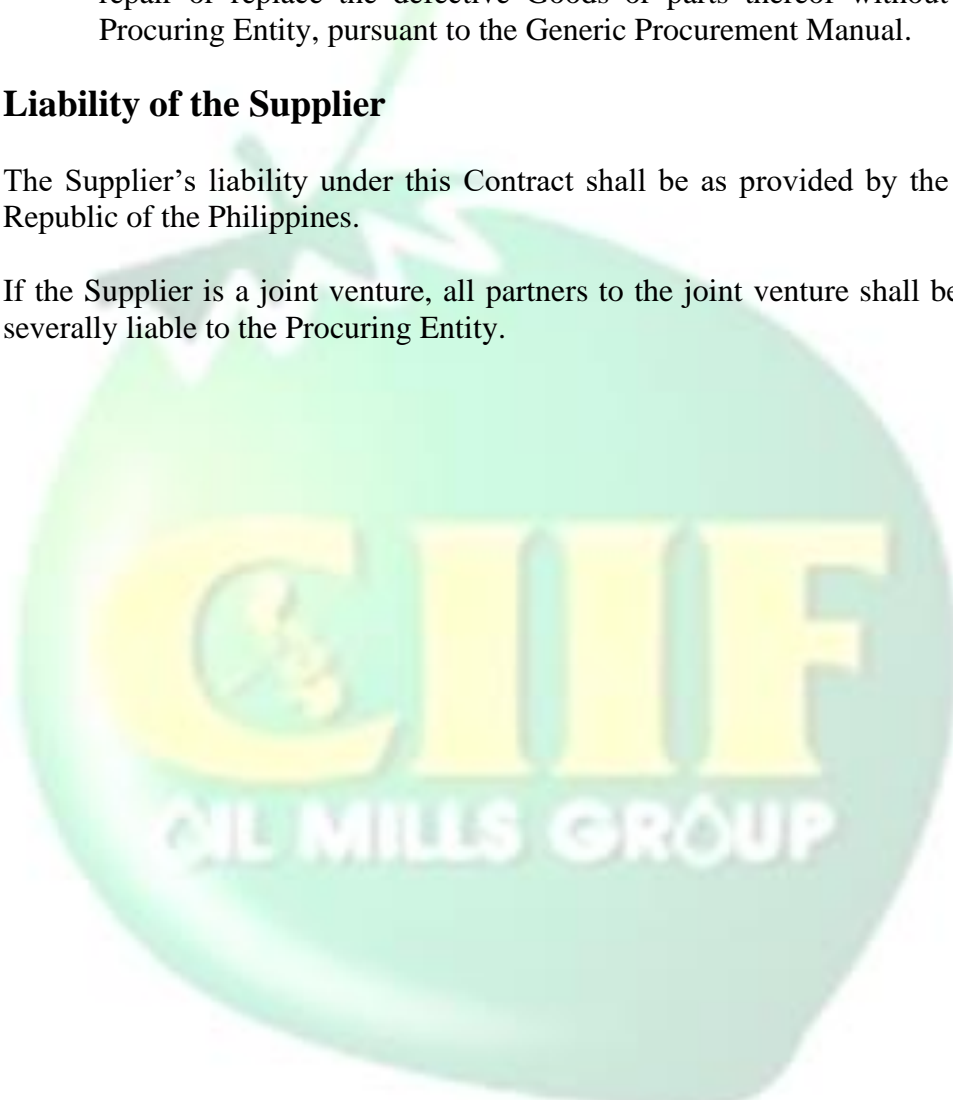 repair or replace the defective Goods or parts thereof without
Procuring Entity, pursuant to the Generic Procurement Manual.
Liability of the Supplier
The Supplier's liability under this Contract shall be as provided by the
Republic of the Philippines.
If the Supplier is a joint venture, all partners to the joint venture shall be
severally liable to the Procuring Entity.
CIIF
OIL MILLS GROUP